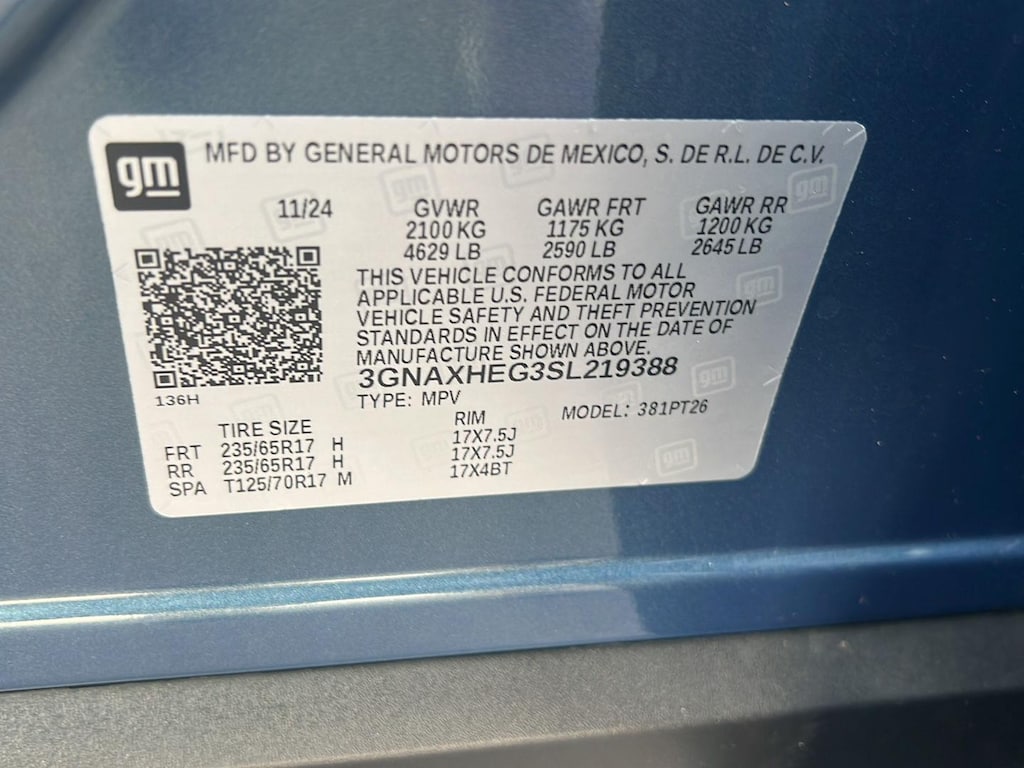 gm
MFD BY GENERAL MOTORS DE MEXICO, S. DE R.L. DE C.V.
11/24 GVWR GAWR FRT GAWR RR
2100 KG 1175 KG 1200 KG
4629 LB 2590 LB 2645 LB
THIS VEHICLE CONFORMS TO ALL
APPLICABLE U.S. FEDERAL MOTOR
VEHICLE SAFETY AND THEFT PREVENTION
STANDARDS IN EFFECT ON THE DATE OF
MANUFACTURE SHOWN ABOVE.
3GNAXHEG3SL219388
136H
TYPE: MPV
MODEL: 381PT26
TIRE SIZE RIM
FRT 235/65R17 H 17X7.5J
RR 235/65R17 H 17X7.5J
SPA T125/70R17 M 17X4BT